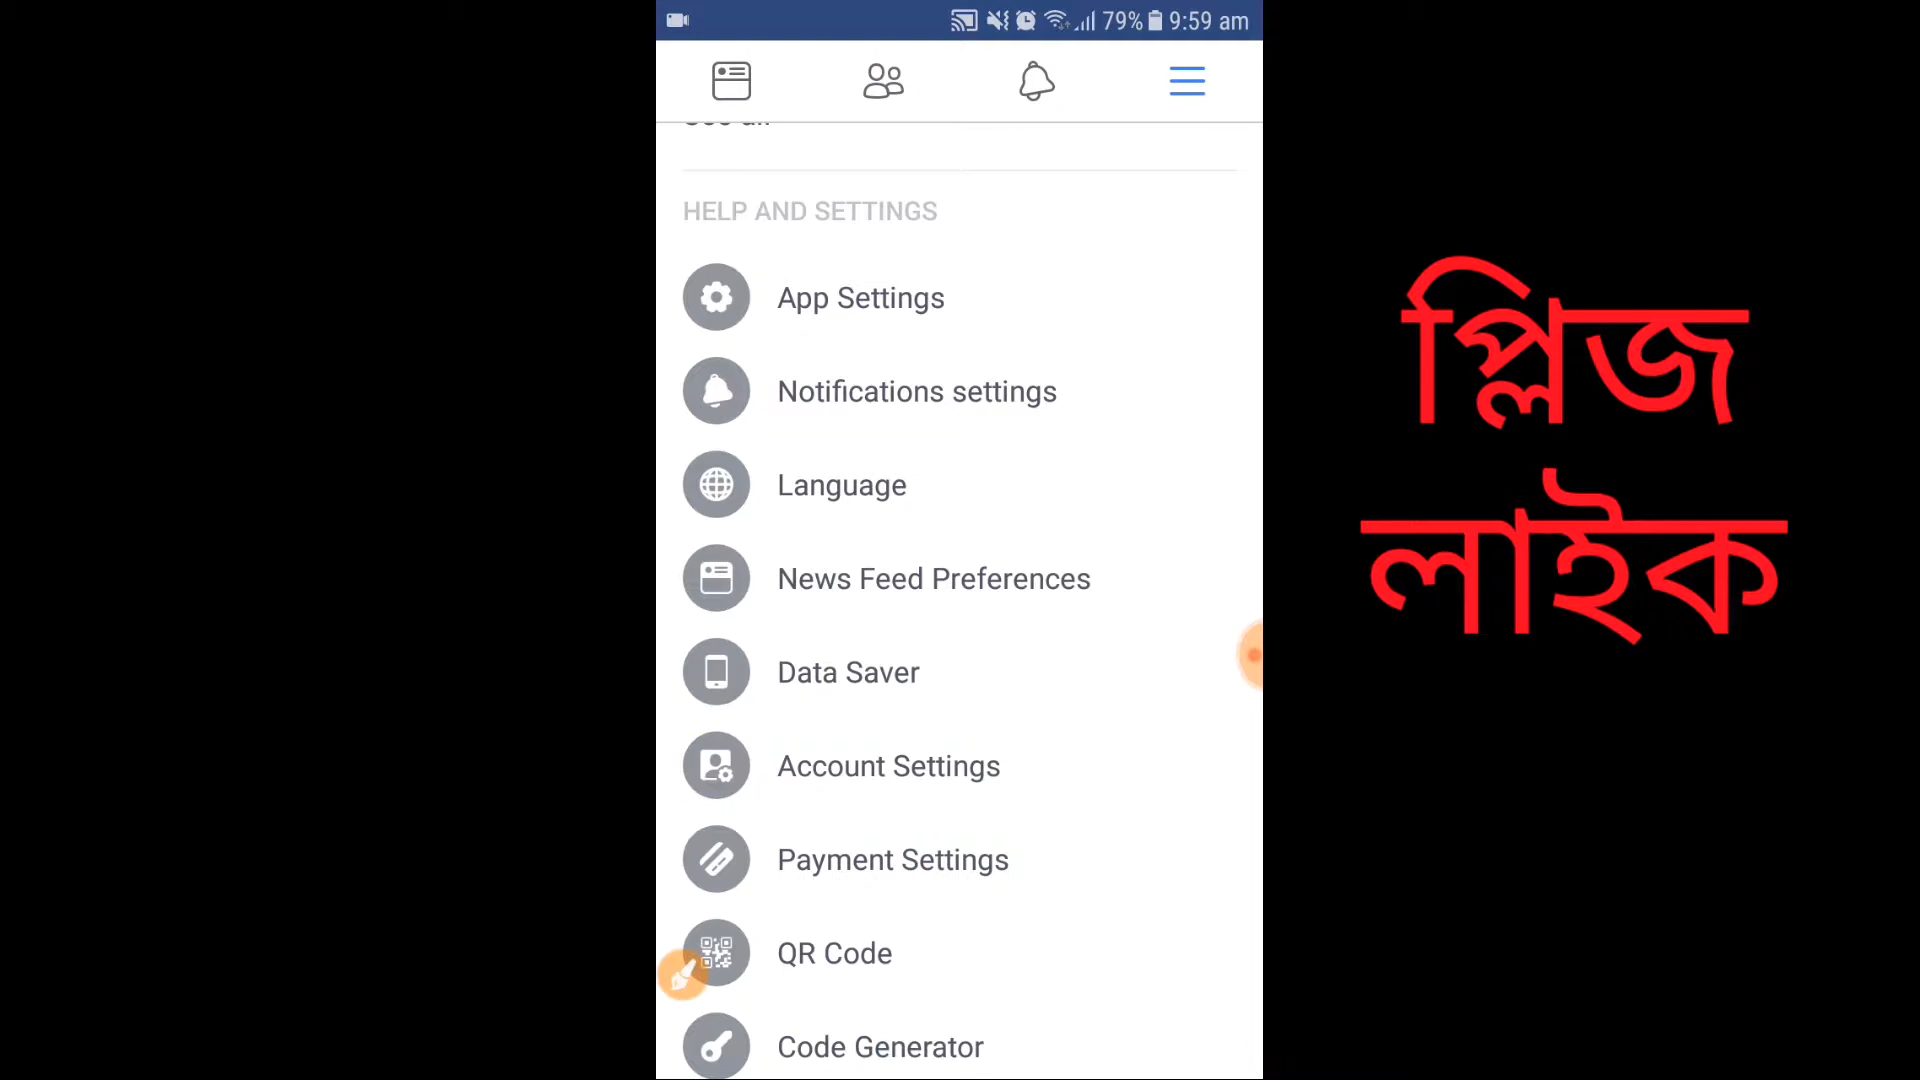 79% 9:59 am
HELP AND SETTINGS
App Settings
Notifications settings
Language
News Feed Preferences
Data Saver
Account Settings
Payment Settings
QR Code
Code Generator
প্লিজ
লাইক